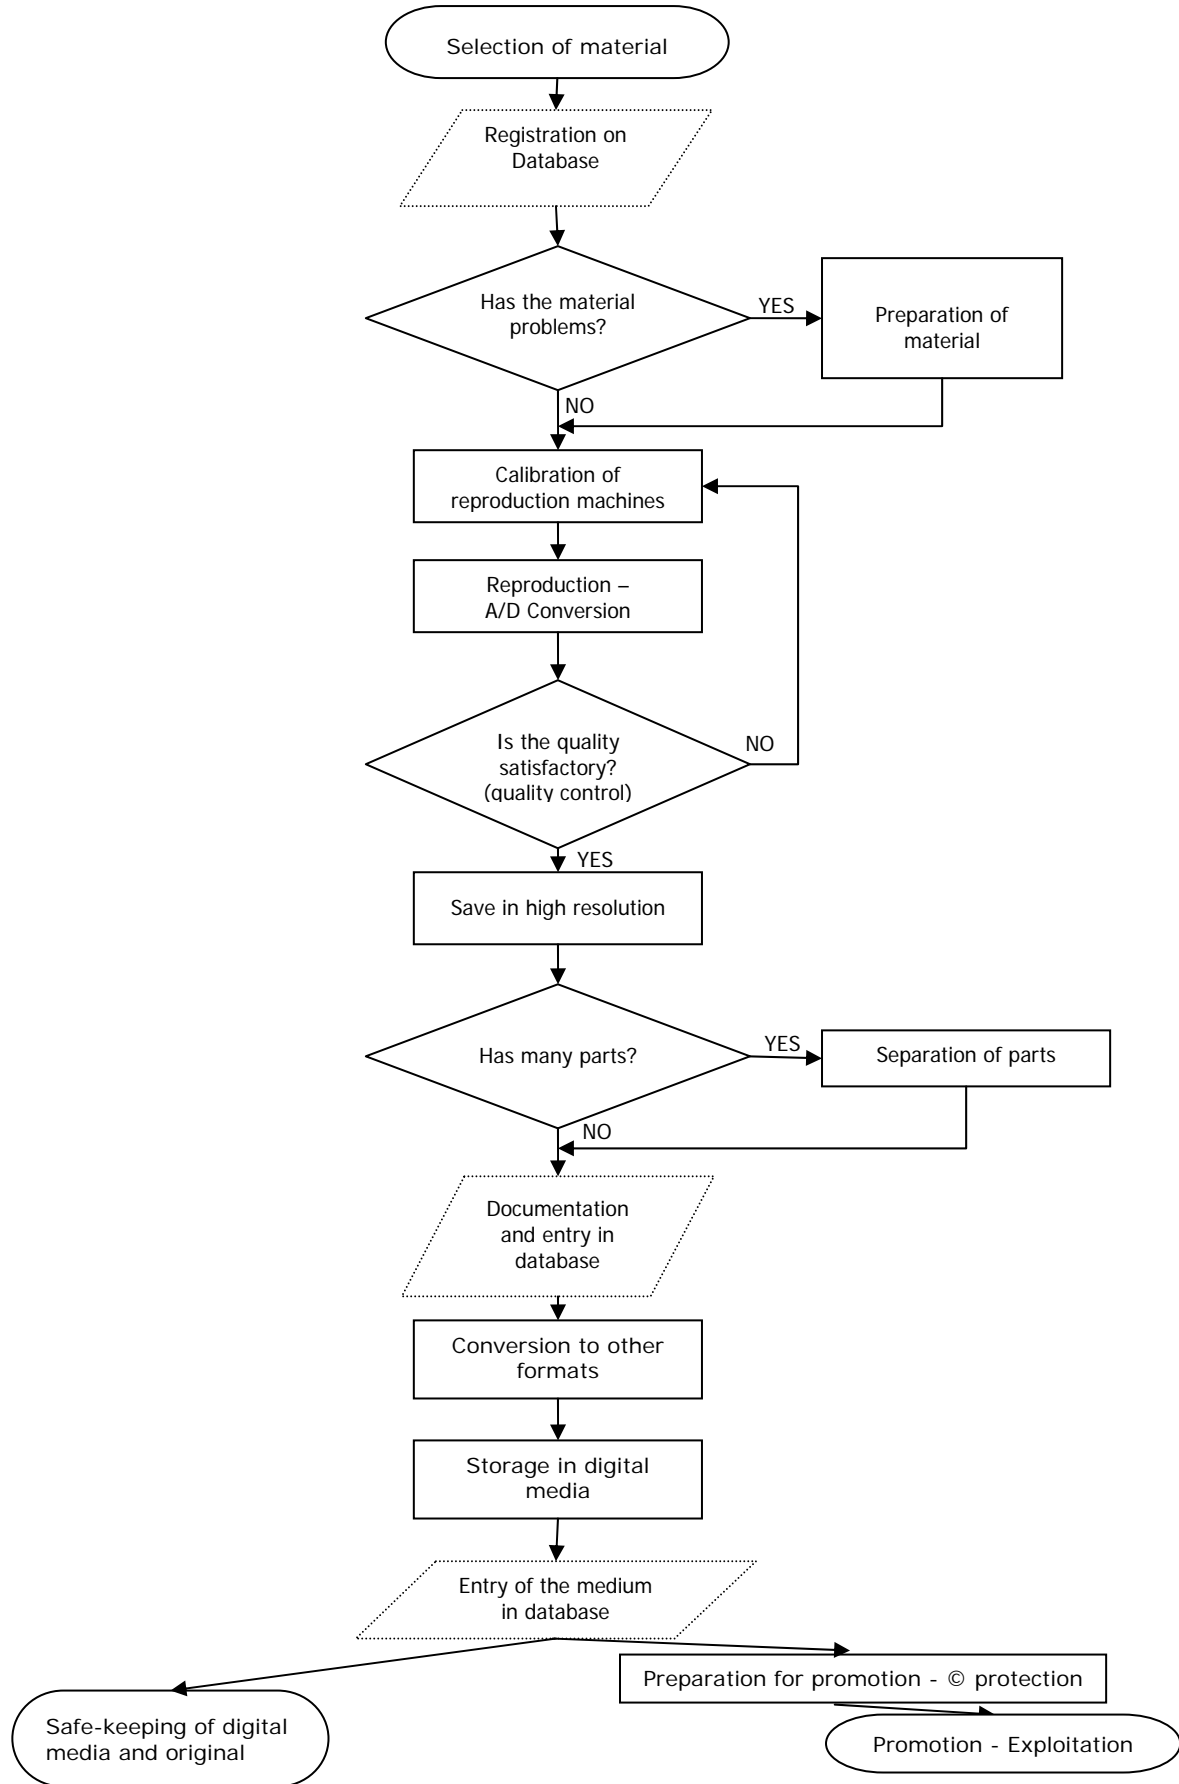 Selection of material
Registration on
Database
Has the material
problems?
YES
Preparation of
material
NO
Calibration of
reproduction machines
Reproduction –
A/D Conversion
Is the quality
satisfactory?
(quality control)
NO
YES
Save in high resolution
Has many parts?
YES
Separation of parts
NO
Documentation
and entry in
database
Conversion to other
formats
Storage in digital
media
Entry of the medium
in database
Preparation for promotion - © protection
Safe-keeping of digital
media and original
Promotion - Exploitation